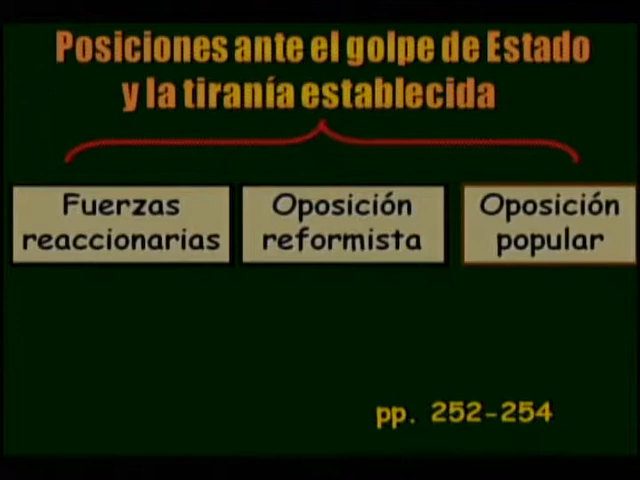 Posiciones ante el golpe de Estado
y la tiranía establecida
Fuerzas
reaccionarias
Oposición
reformista
Oposición
popular
pp. 252-254